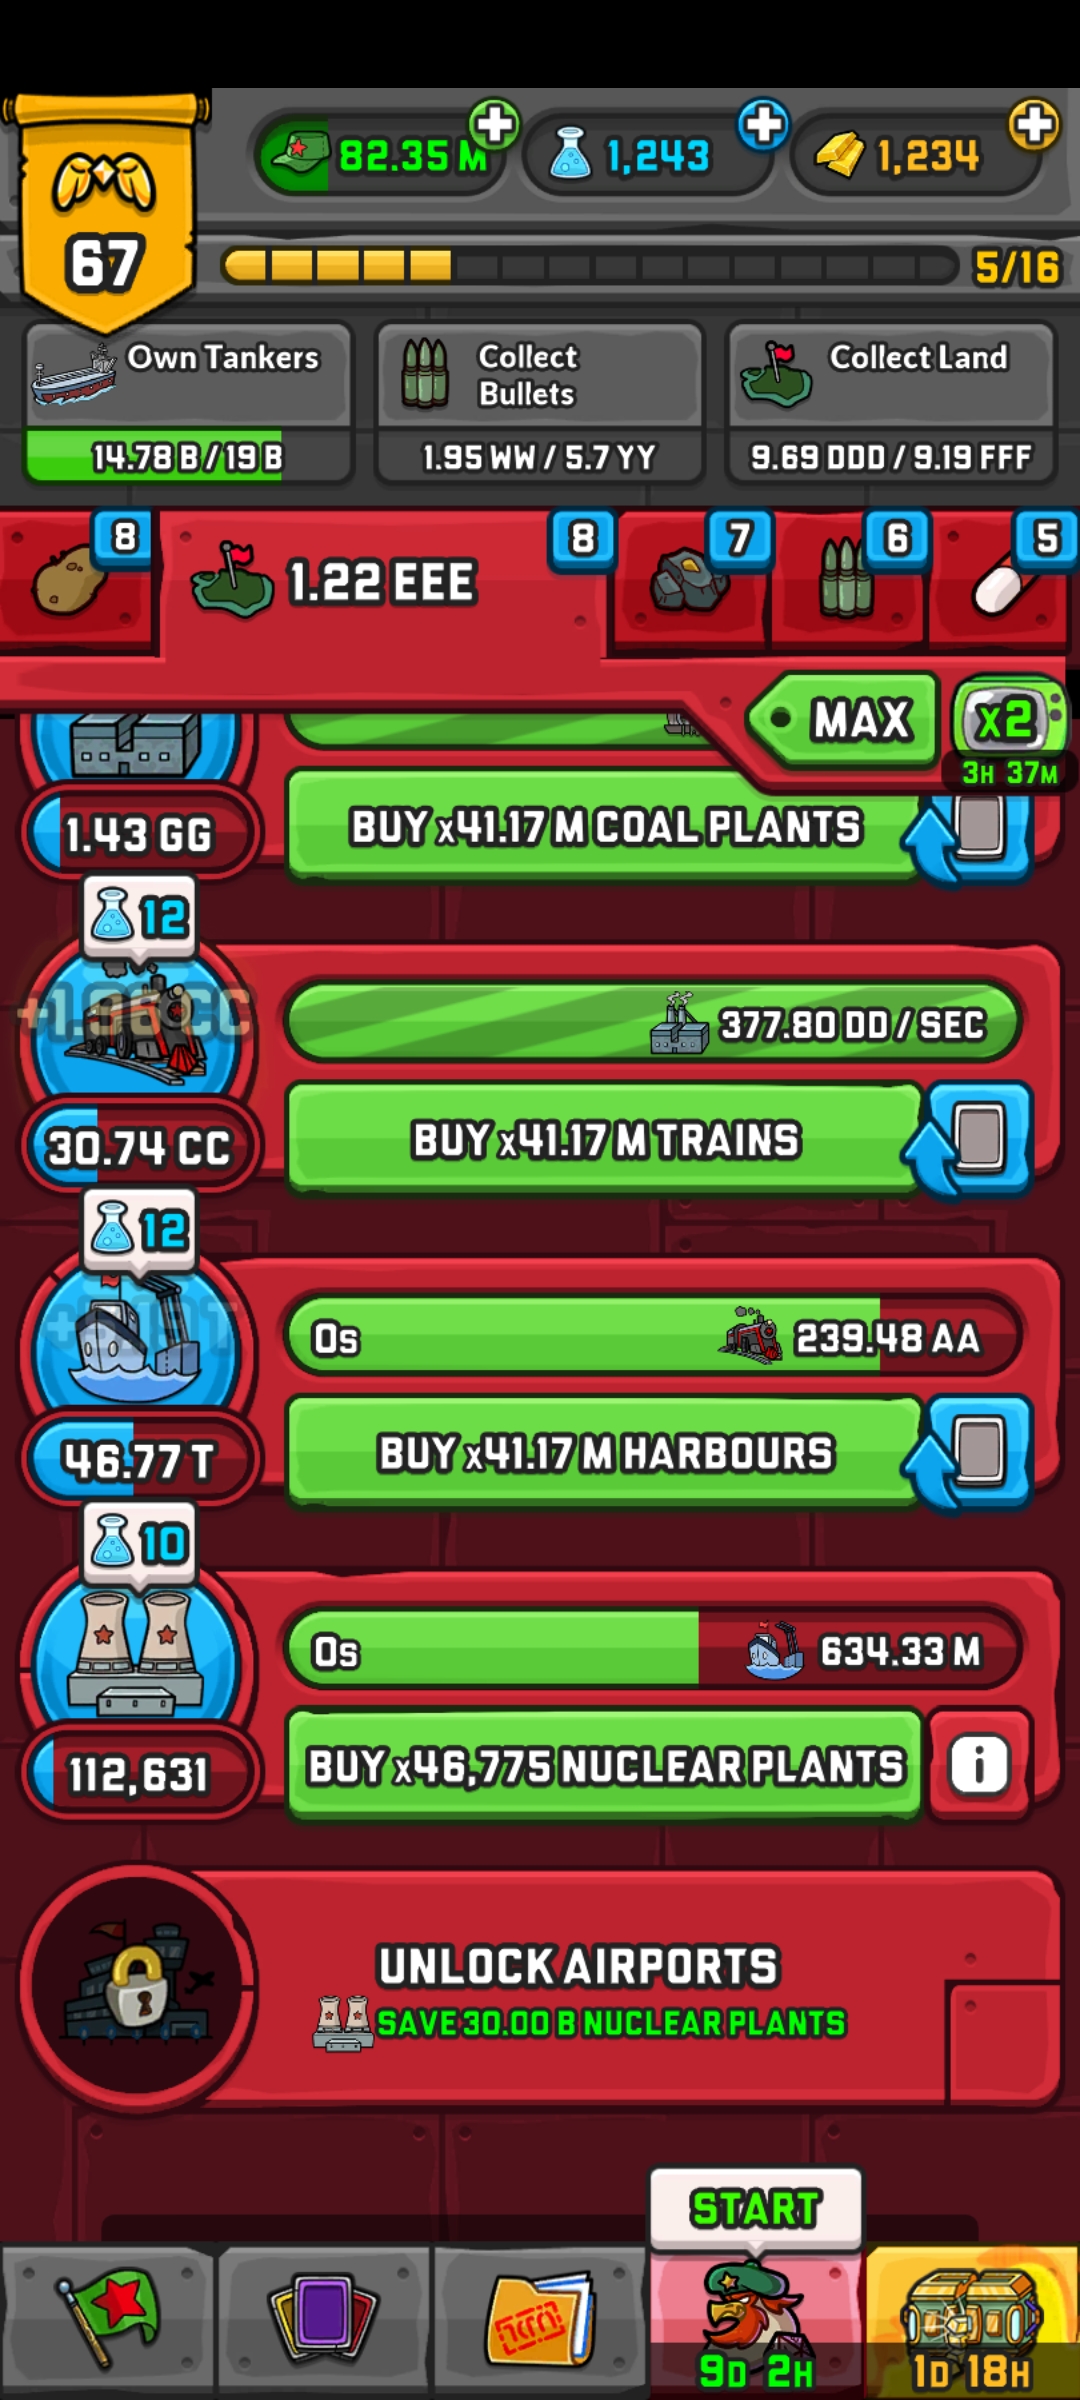 82.35 M
1,243
1,234
67
5/16
Own Tankers
14.78 B / 19 B
Collect
Bullets
1.95 WW / 5.7 YY
Collect Land
9.69 DDD / 9.19 FFF
8
1.22 EEE
8
7
6
5
MAX
x2
3H 37M
1.43 GG
BUY x41.17 M COAL PLANTS
12
377.80 DD / SEC
30.74 CC
BUY x41.17 M TRAINS
12
0s
239.48 AA
46.77 T
BUY x41.17 M HARBOURS
10
0s
634.33 M
112,631
BUY x46,775 NUCLEAR PLANTS
i
UNLOCK AIRPORTS
SAVE 30.00 B NUCLEAR PLANTS
START
9D 2H
1D 18H